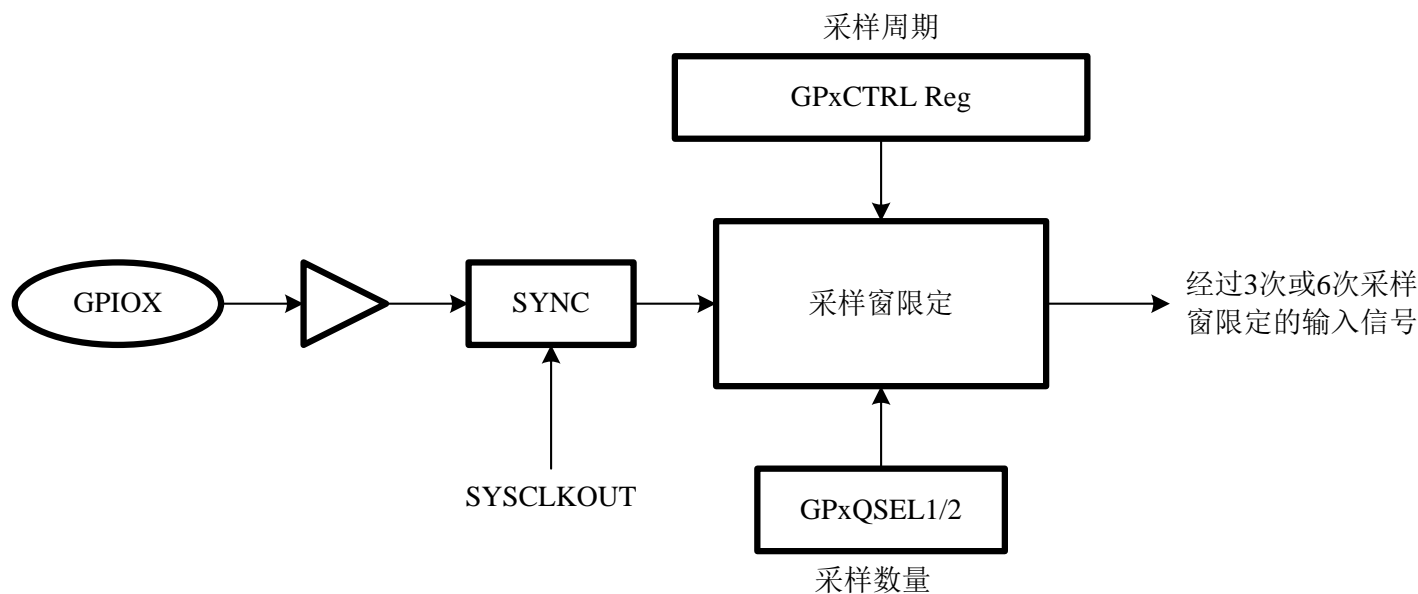 采样周期
GPxCTRL Reg
GPIOX
SYNC
采样窗限定
经过3次或6次采样
窗限定的输入信号
SYSCLKOUT
GPxQSEL1/2
采样数量